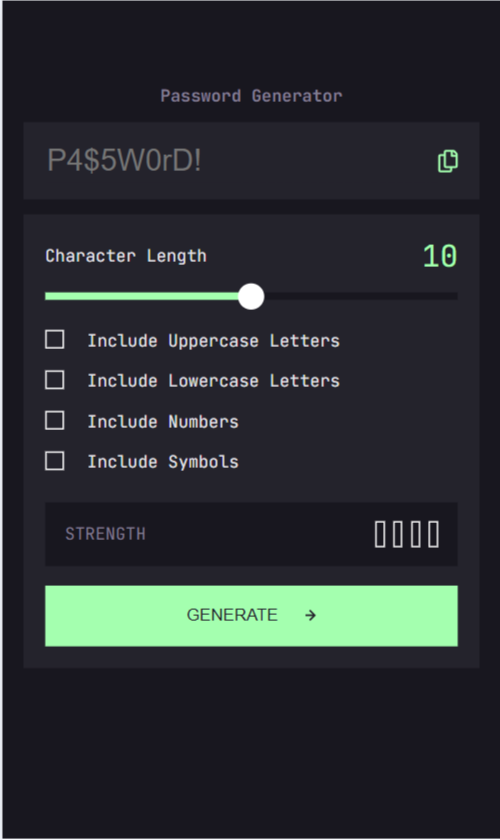 Password Generator
P4$5W0rD!
Character Length 10
Include Uppercase Letters
Include Lowercase Letters
Include Numbers
Include Symbols
STRENGTH
GENERATE →